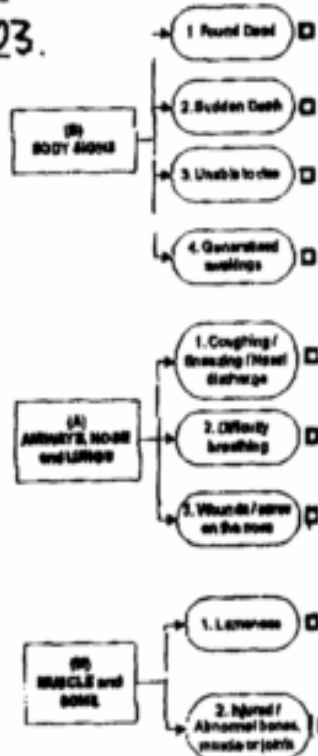 23.
1 Found Dead
2. Sudden Death
(B)
BODY SIGNS
3. Unable to rise
4. Generalised
swellings
1. Coughing /
Sneezing / Nasal
discharge
(A)
AIRWAYS, NOSE
and LUNGS
2. Difficulty
breathing
3. Wounds / sores
on the nose
1. Lameness
(M)
MUSCLE and
BONE
2. Injured /
Abnormal bones,
muscle or joints